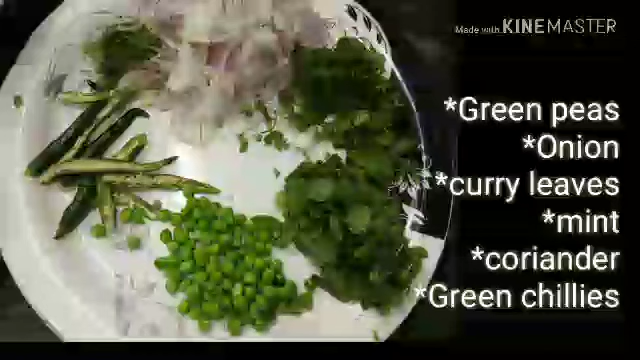 Made with KINEMASTER
*Green peas
*Onion
*curry leaves
*mint
*coriander
*Green chillies